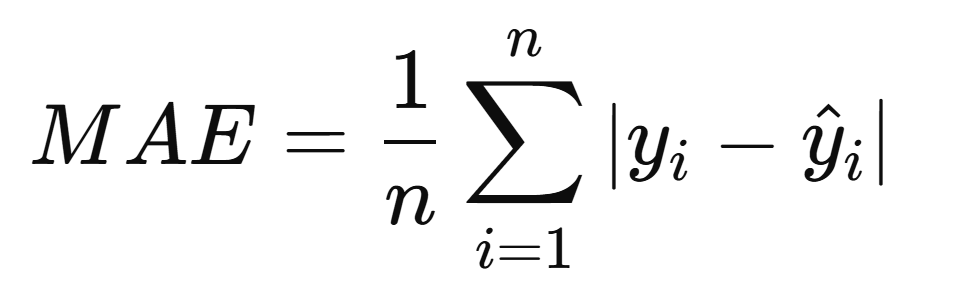 MAE = \frac{1}{n} \sum_{i=1}^{n} |y_i - \hat{y}_i|